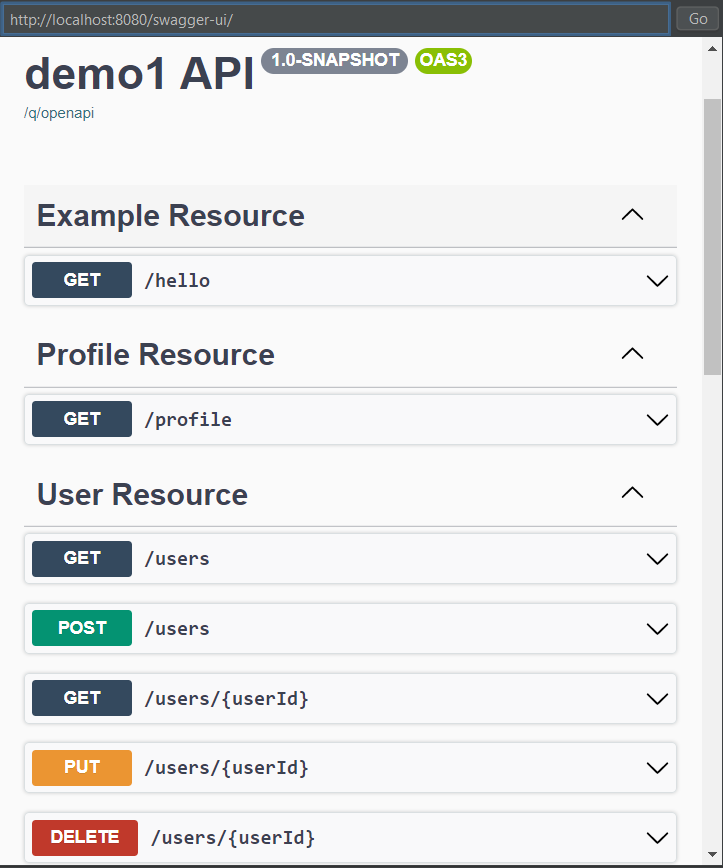 http://localhost:8080/swagger-ui/ Go
demo1 API 1.0-SNAPSHOT OAS3
/q/openapi
Example Resource
GET /hello
Profile Resource
GET /profile
User Resource
GET /users
POST /users
GET /users/{userId}
PUT /users/{userId}
DELETE /users/{userId}